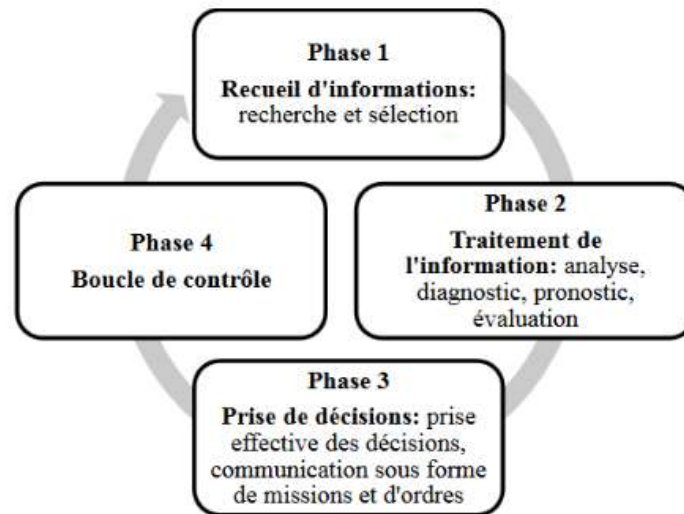 Phase 1
Recueil d'informations:
recherche et sélection
Phase 2
Traitement de
l'information: analyse,
diagnostic, pronostic,
évaluation
Phase 3
Prise de décisions: prise
effective des décisions,
communication sous forme
de missions et d'ordres
Phase 4
Boucle de contrôle